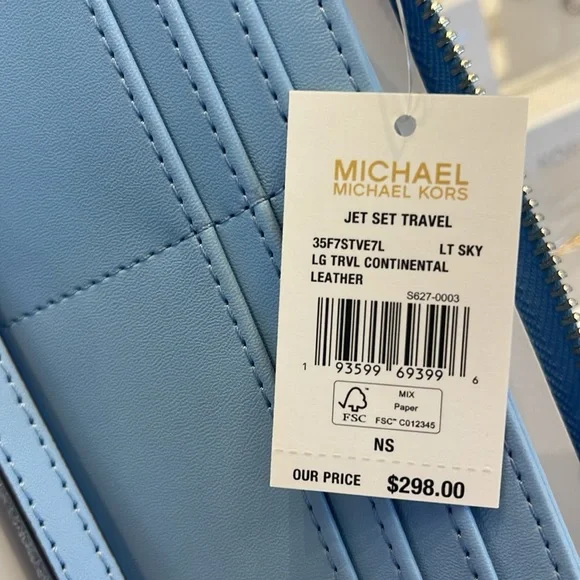 MICHAEL
MICHAEL KORS
JET SET TRAVEL
35F7STVE7L LT SKY
LG TRVL CONTINENTAL
LEATHER
S627-0003
1 93599 69399 6
FSC
MIX
Paper
FSC™ C012345
NS
OUR PRICE $298.00